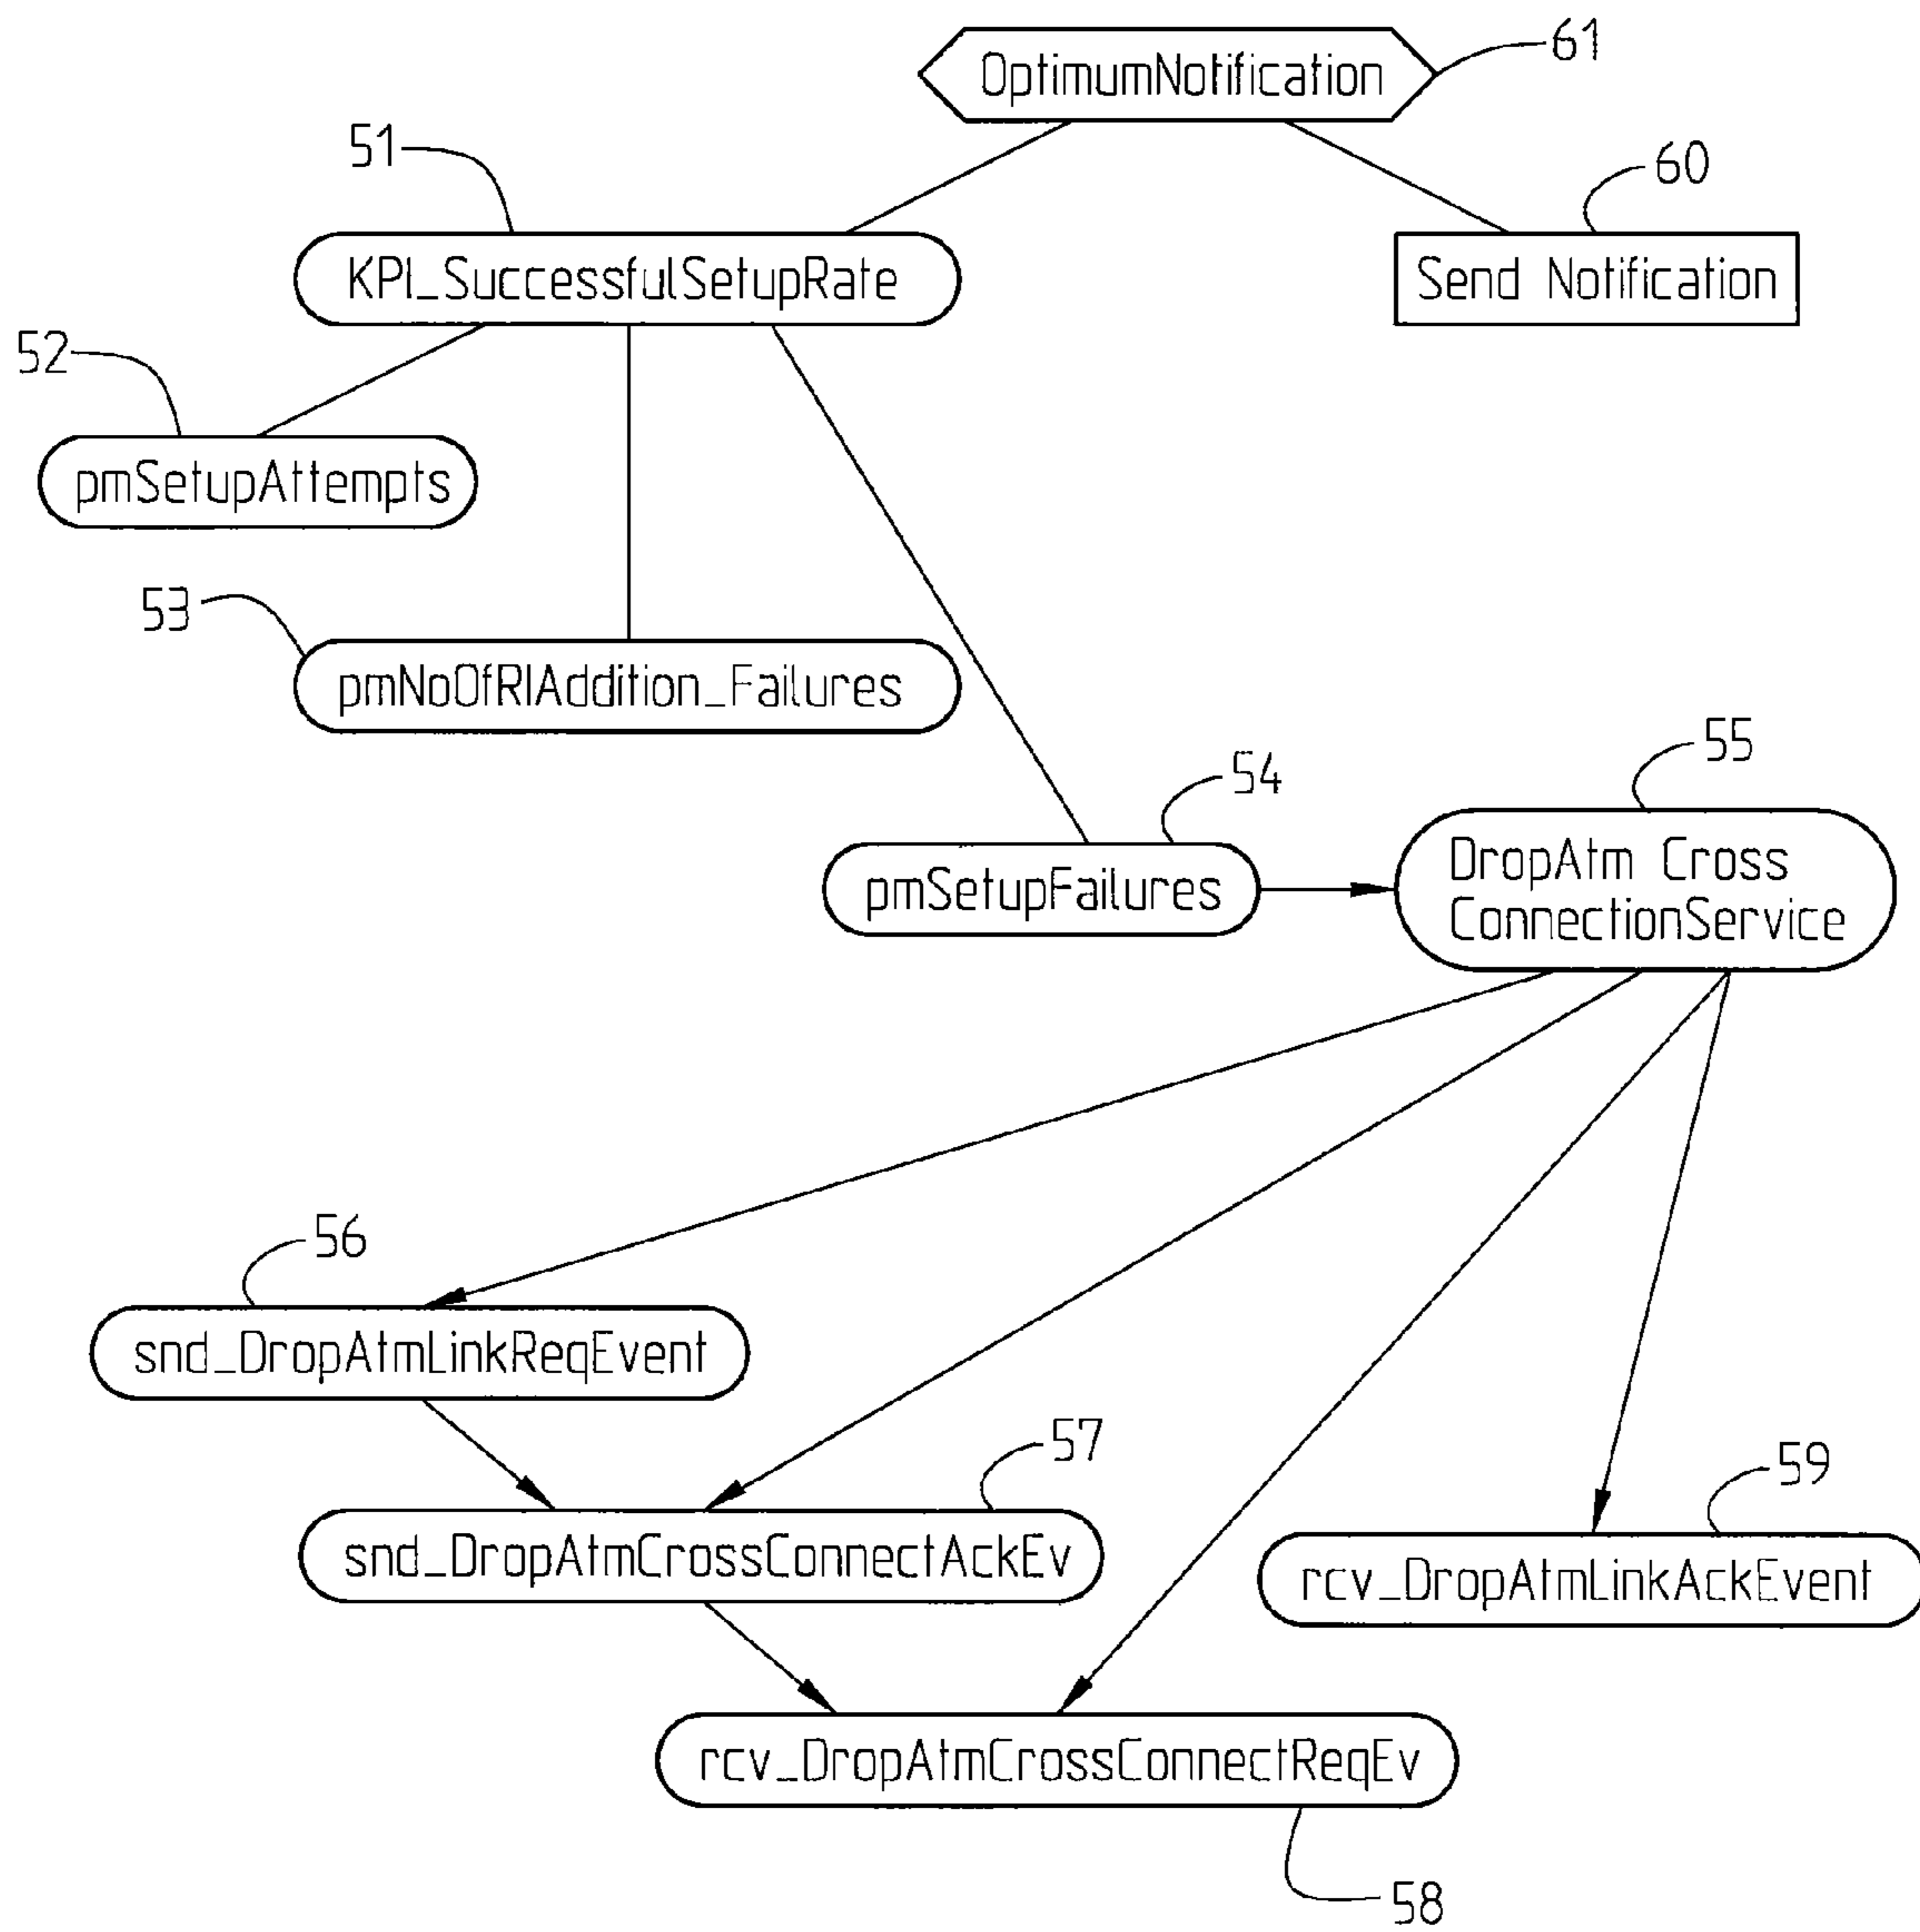 61
OptimumNotification
51
60
KPI_SuccessfulSetupRate
Send Notification
52
pmSetupAttempts
53
pmNoOfRlAddition_Failures
55
54
DropAtm Cross
ConnectionService
pmSetupFailures
56
snd_DropAtmLinkReqEvent
57
59
snd_DropAtmCrossConnectAckEv
rcv_DropAtmLinkAckEvent
rcv_DropAtmCrossConnectReqEv
58